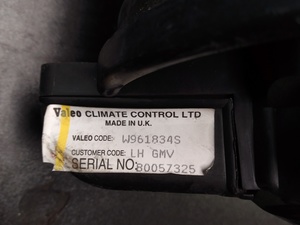 Valeo CLIMATE CONTROL LTD
MADE IN U.K.
VALEO CODE: W961834S
CUSTOMER CODE: LH GMV
SERIAL NO: 80057325